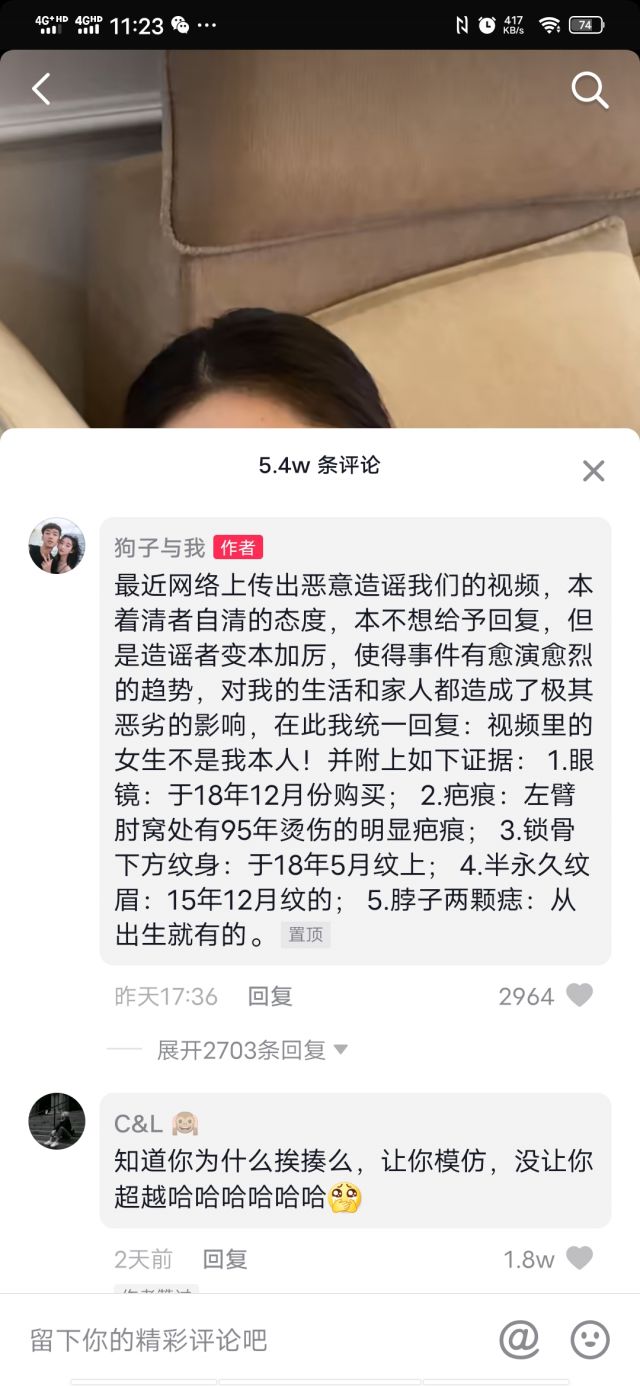 4G+HD 4GHD 11:23 ... 417 KB/s 74
5.4w 条评论
狗子与我 作者
最近网络上传出恶意造谣我们的视频，本
着清者自清的态度，本不想给予回复，但
是造谣者变本加厉，使得事件有愈演愈烈
的趋势，对我的生活和家人都造成了极其
恶劣的影响，在此我统一回复：视频里的
女生不是我本人！并附上如下证据： 1.眼
镜：于18年12月份购买； 2.疤痕：左臂
肘窝处有95年烫伤的明显疤痕； 3.锁骨
下方纹身：于18年5月纹上； 4.半永久纹
眉：15年12月纹的； 5.脖子两颗痣：从
出生就有的。 置顶
昨天17:36 回复 2964
展开2703条回复
C&L
知道你为什么挨揍么，让你模仿，没让你
超越哈哈哈哈哈哈
2天前 回复 1.8w
作者赞过
留下你的精彩评论吧 @